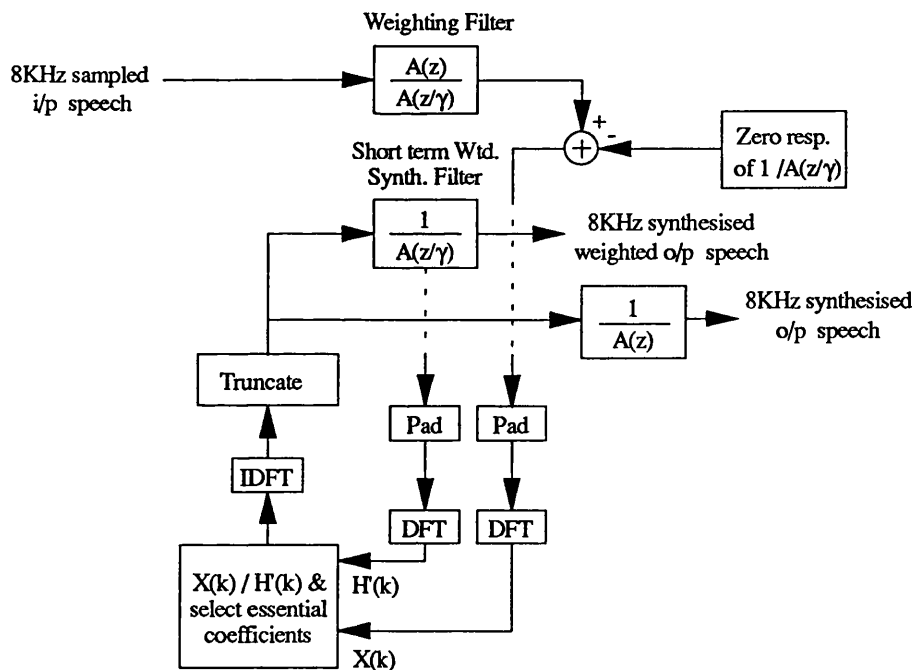 Weighting Filter
8KHz sampled
i/p speech
A(z)
A(z/γ)
+
-
+
Zero resp.
of 1 /A(z/γ)
Short term Wtd.
Synth. Filter
1
A(z/γ)
8KHz synthesised
weighted o/p speech
1
A(z)
8KHz synthesised
o/p speech
Truncate
Pad
Pad
IDFT
DFT
DFT
X(k) / H'(k) &
select essential
coefficients
H'(k)
X(k)